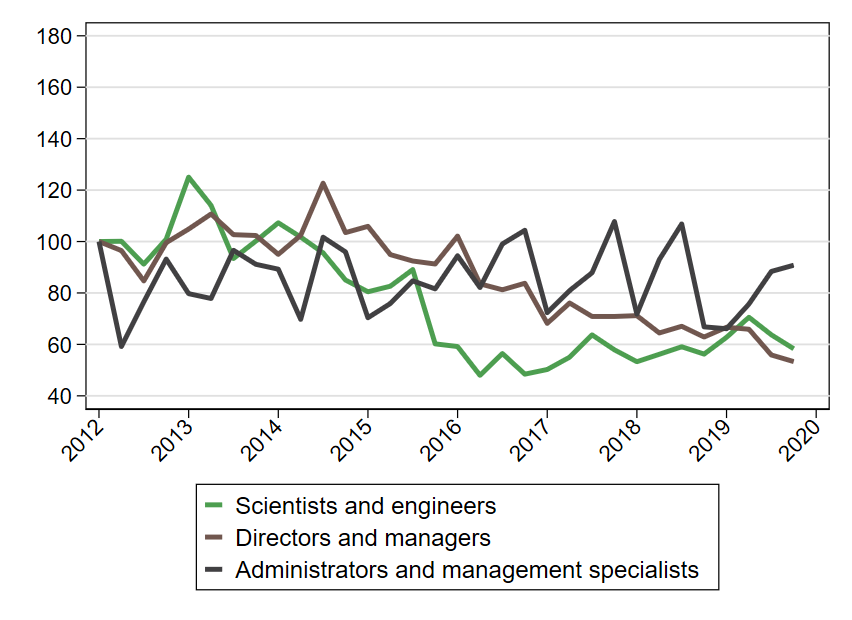 180
160
140
120
100
80
60
40
2012 2013 2014 2015 2016 2017 2018 2019 2020
Scientists and engineers
Directors and managers
Administrators and management specialists